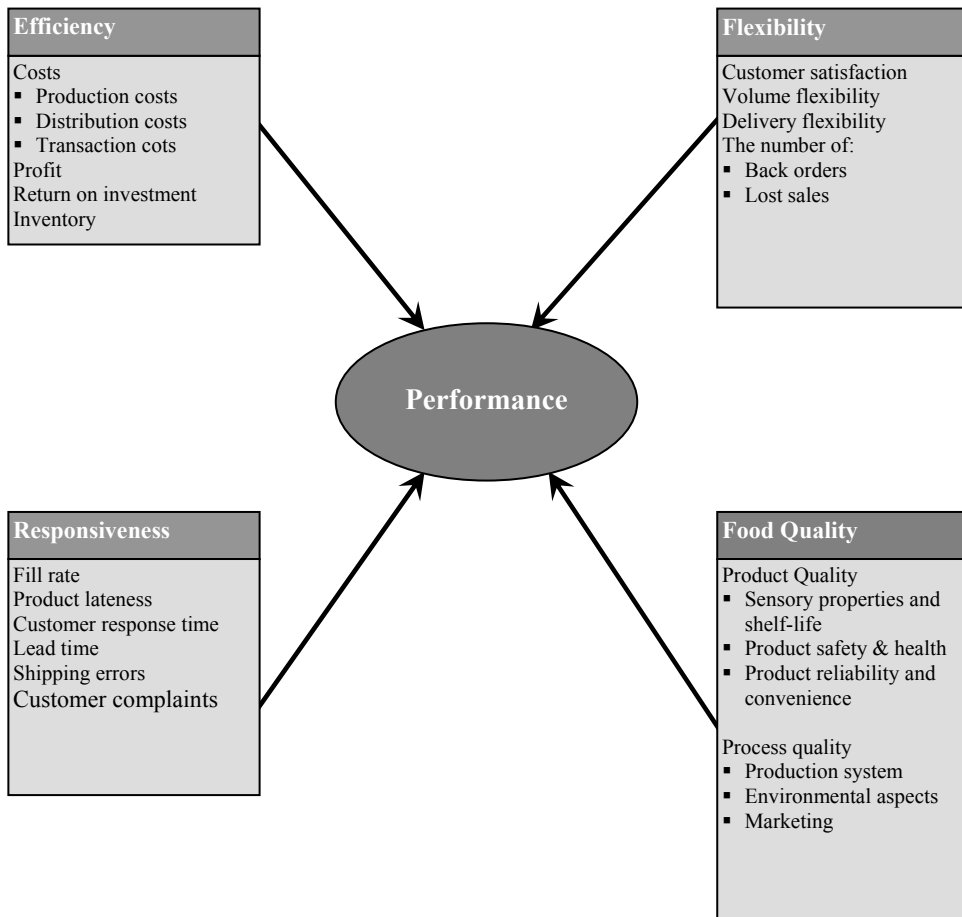 Efficiency
Costs
▪ Production costs
▪ Distribution costs
▪ Transaction cots
Profit
Return on investment
Inventory
Flexibility
Customer satisfaction
Volume flexibility
Delivery flexibility
The number of:
▪ Back orders
▪ Lost sales
Performance
Responsiveness
Fill rate
Product lateness
Customer response time
Lead time
Shipping errors
Customer complaints
Food Quality
Product Quality
▪ Sensory properties and
shelf-life
▪ Product safety & health
▪ Product reliability and
convenience
Process quality
▪ Production system
▪ Environmental aspects
▪ Marketing